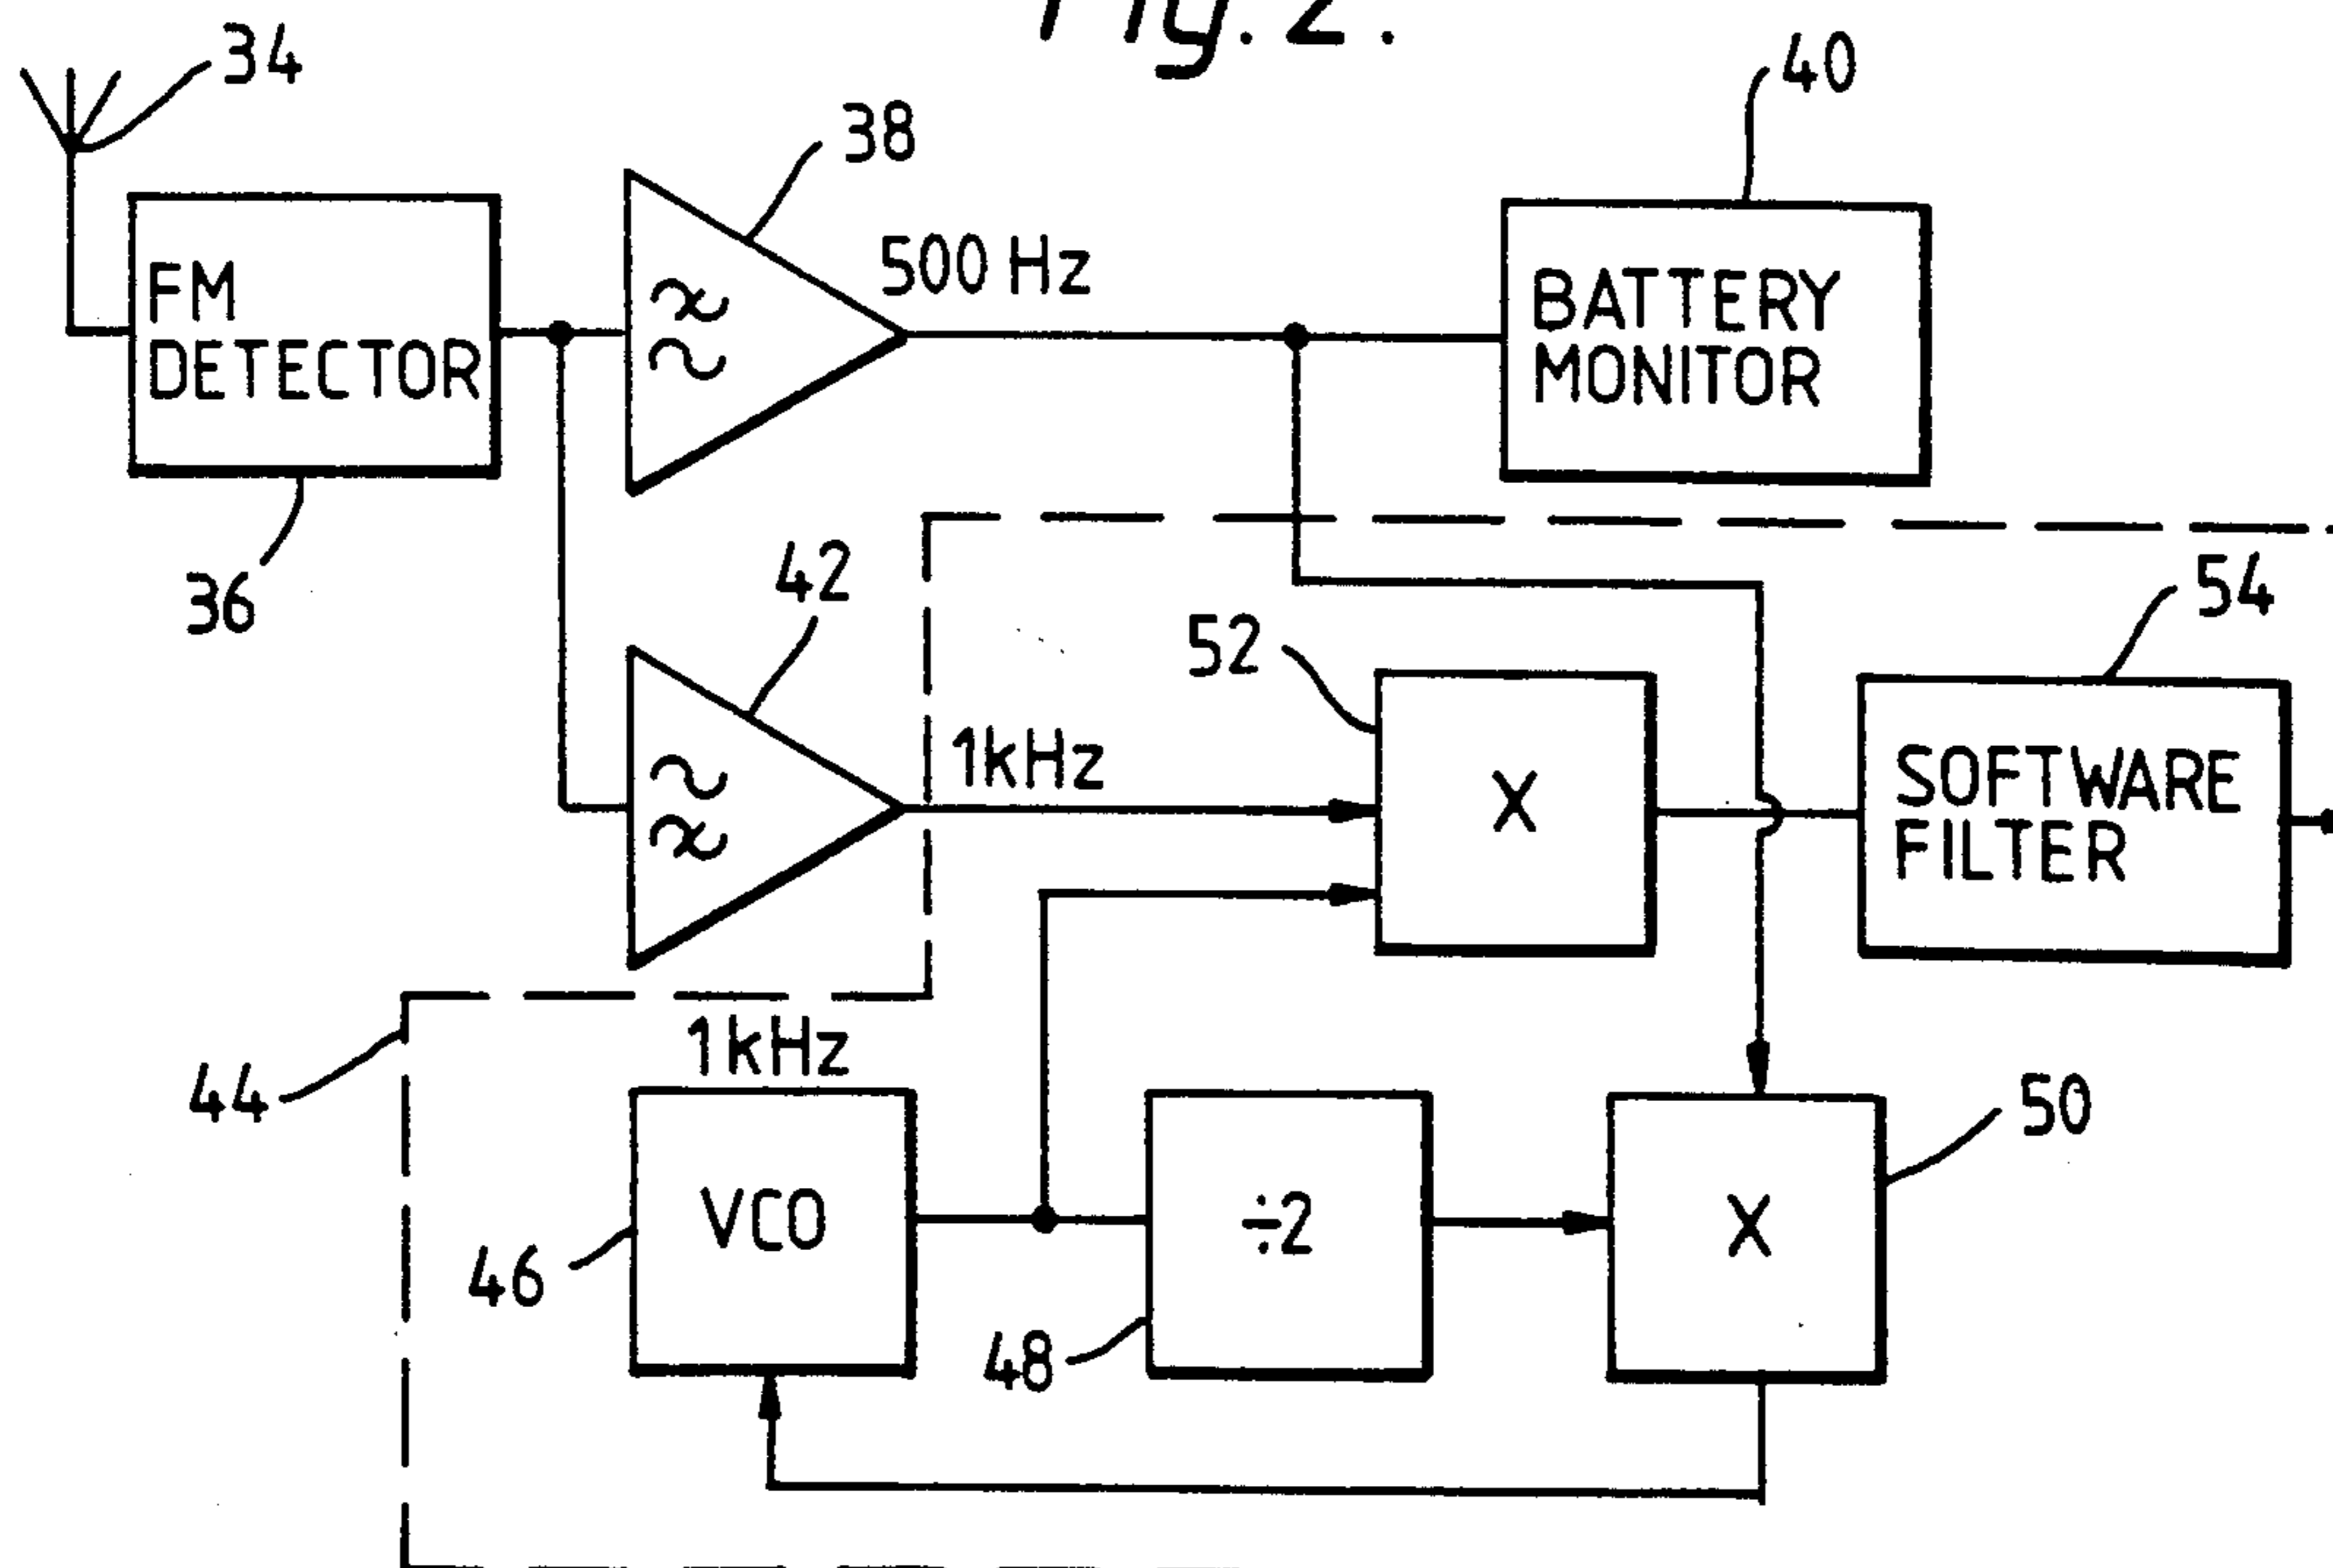 Fig. 2.
34
40
38
500 Hz
FM
DETECTOR
BATTERY
MONITOR
36
42
54
52
1kHz
X
SOFTWARE
FILTER
1kHz
44
50
VCO
÷2
X
46
48